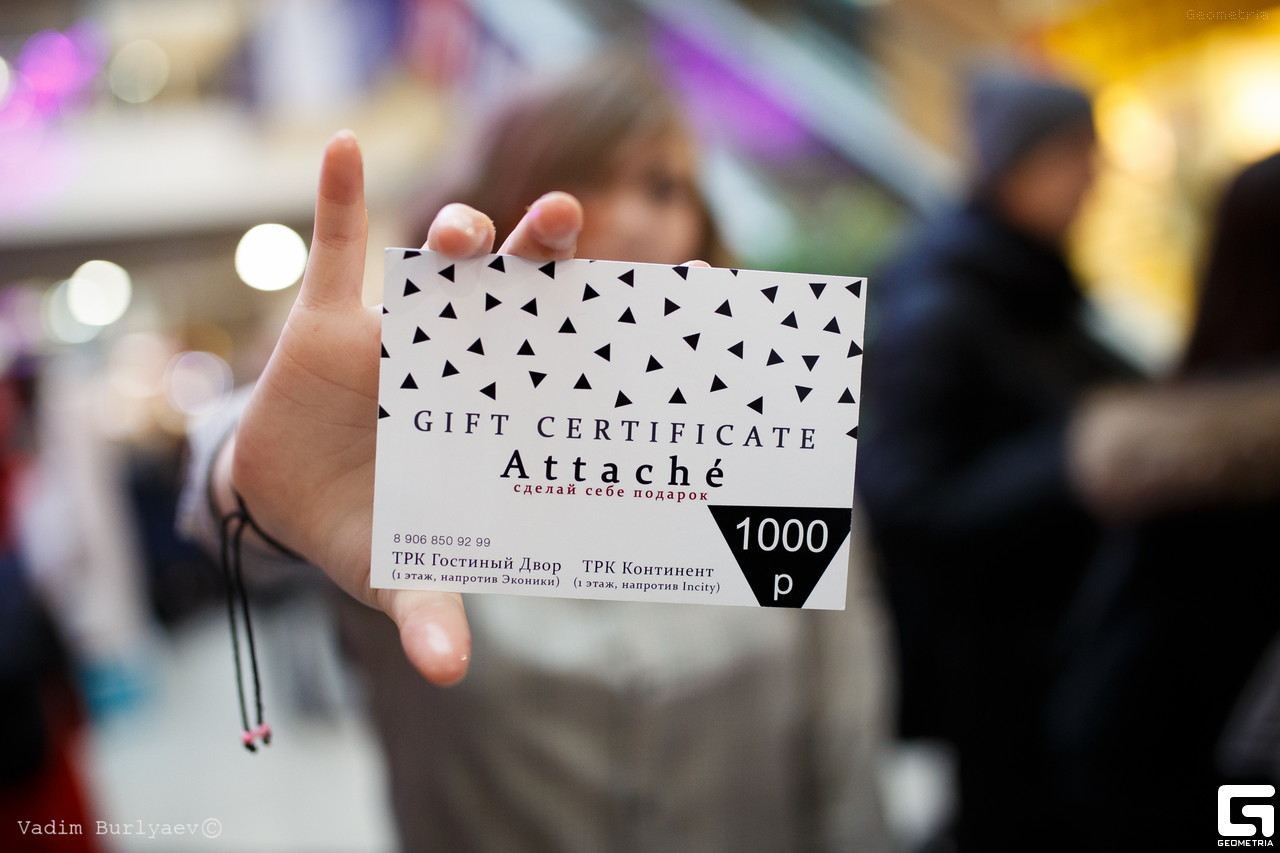 Geometria
GIFT CERTIFICATE
Attaché
сделай себе подарок
1000
р
8 906 850 92 99
ТРК Гостиный Двор
(1 этаж, напротив Эконики)
ТРК Континент
(1 этаж, напротив Incity)
Vadim Burlyaev©
GEOMETRIA